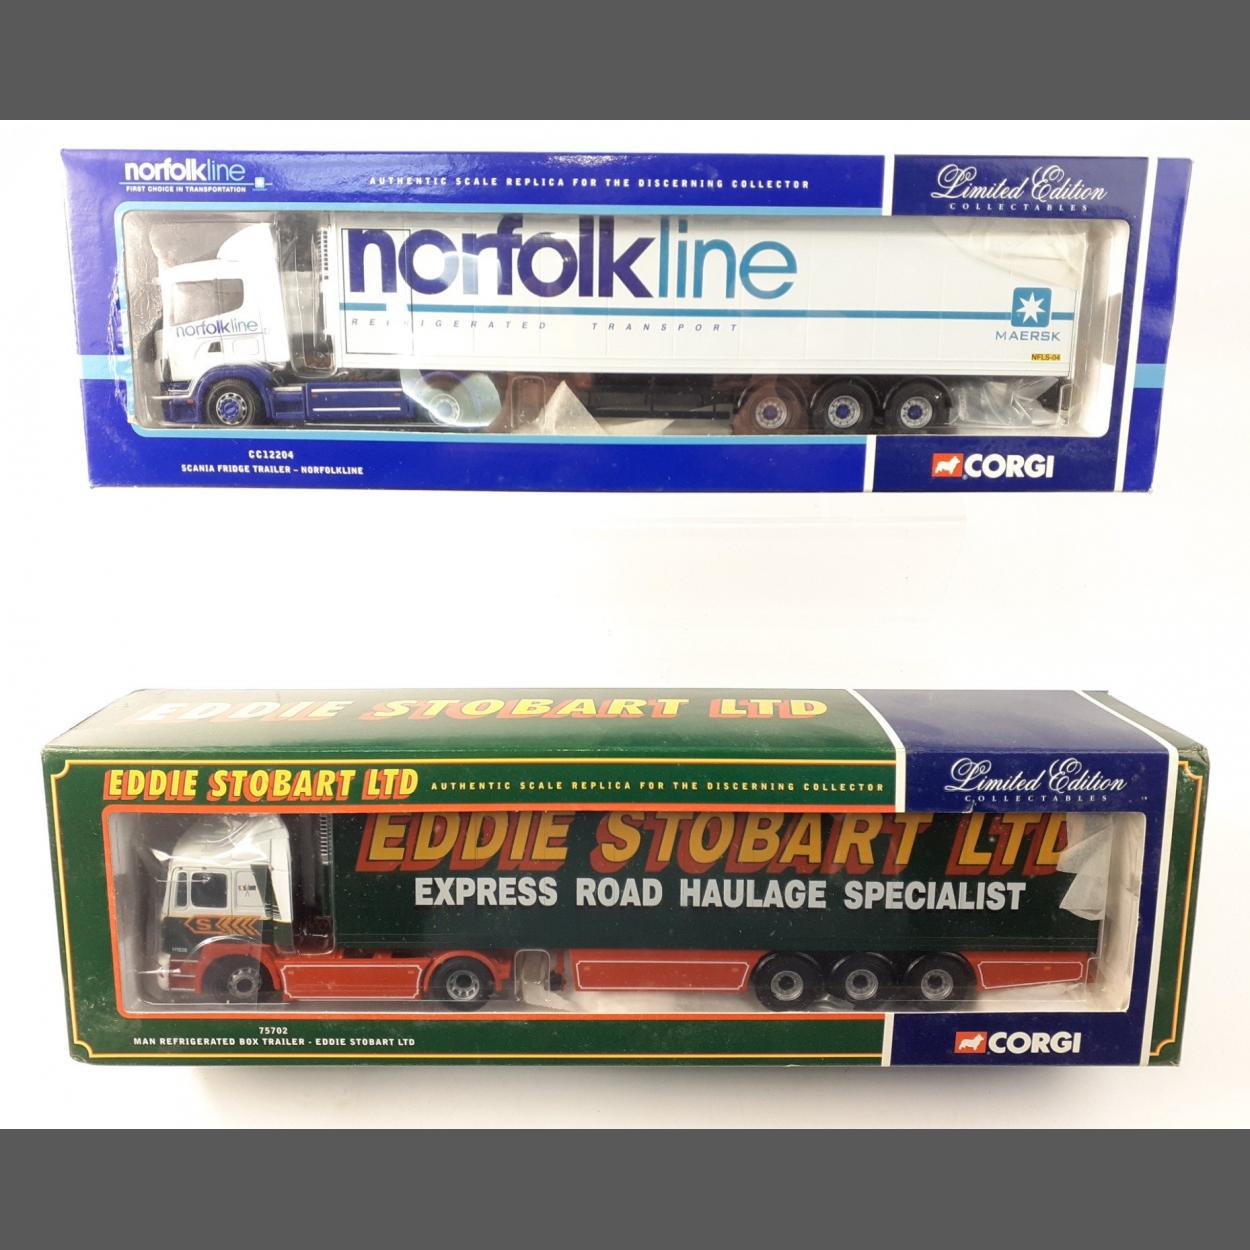 norfolkline
FIRST CHOICE IN TRANSPORTATION
AUTHENTIC SCALE REPLICA FOR THE DISCERNING COLLECTOR
Limited Edition
COLLECTABLES
norfolkline
REFRIGERATED TRANSPORT
norfolkline
MAERSK
NFLS-04
CC12204
SCANIA FRIDGE TRAILER – NORFOLKLINE
CORGI
EDDIE STOBART LTD
EDDIE STOBART LTD
AUTHENTIC SCALE REPLICA FOR THE DISCERNING COLLECTOR
Limited Edition
COLLECTABLES
EDDIE STOBART LTD
EXPRESS ROAD HAULAGE SPECIALIST
S
75702
MAN REFRIGERATED BOX TRAILER - EDDIE STOBART LTD
CORGI